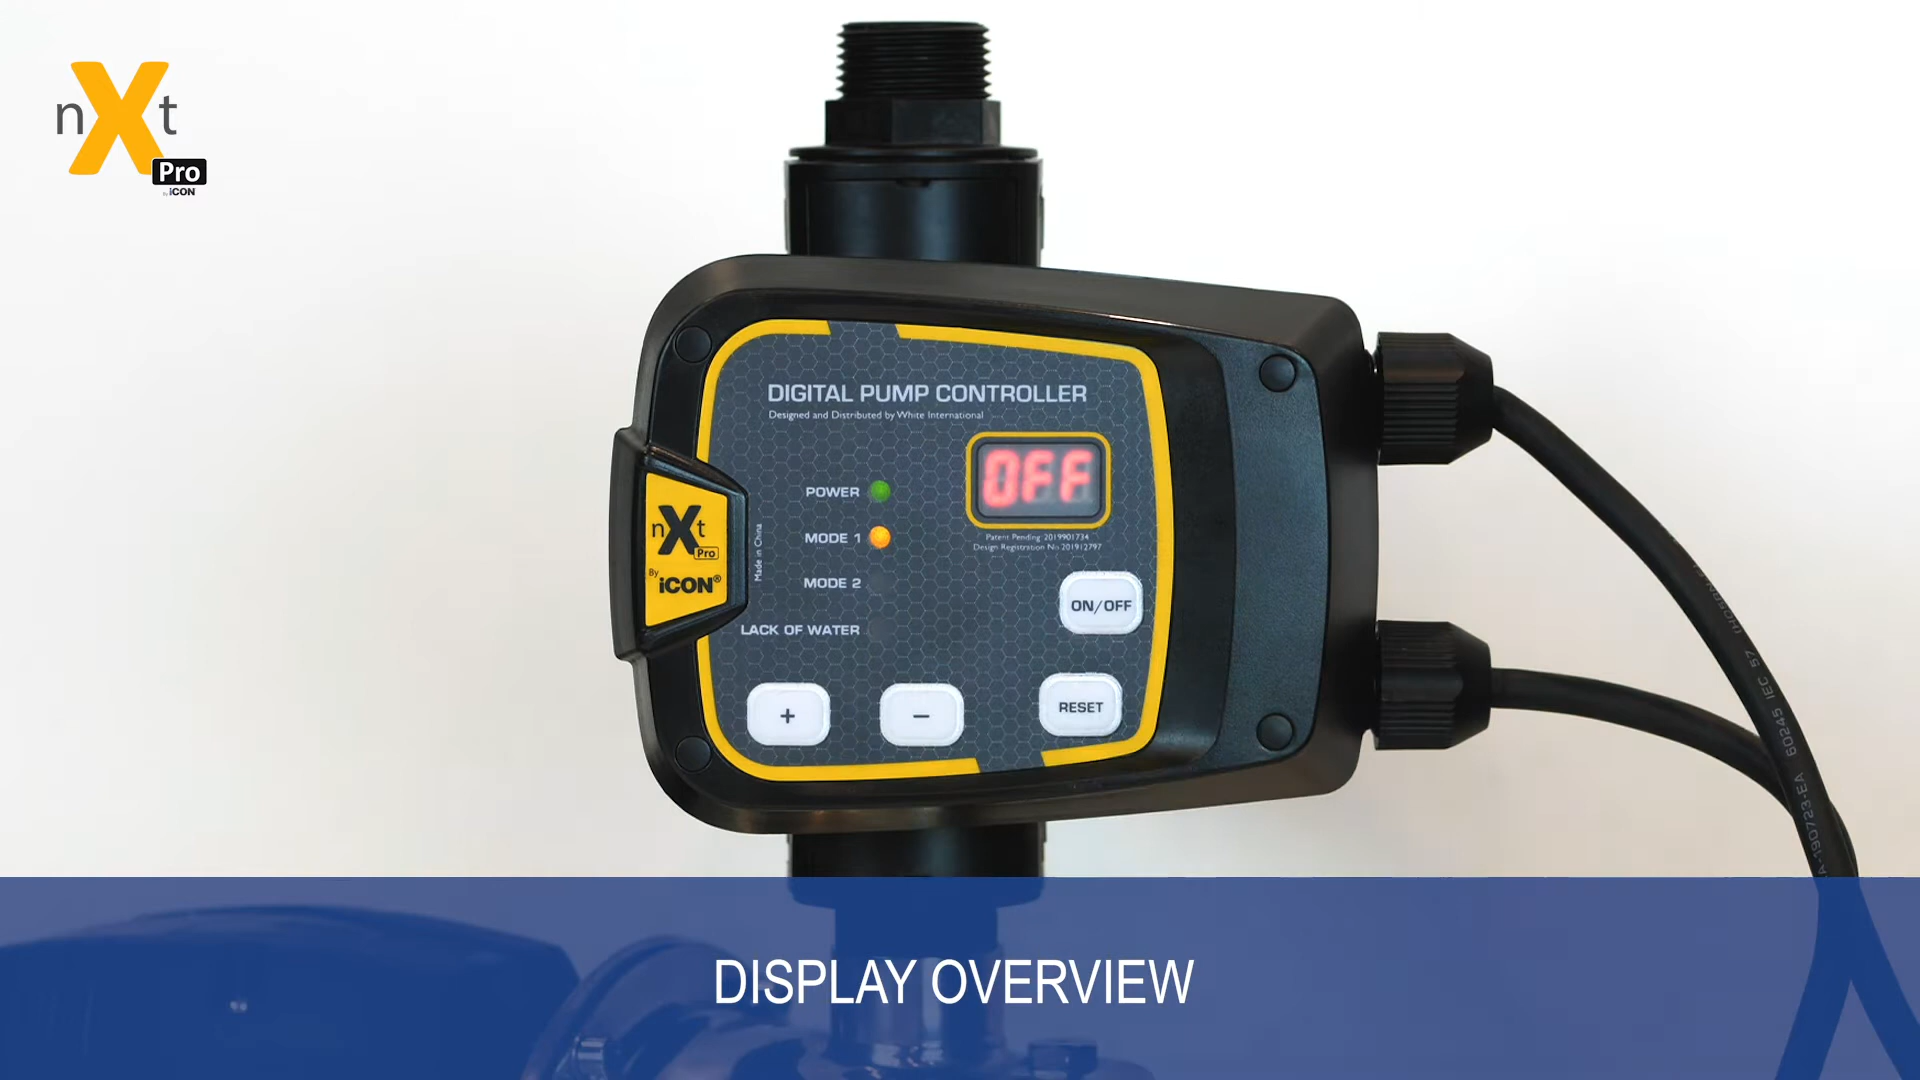 nXt
Pro
By iCON
DIGITAL PUMP CONTROLLER
Designed and Distributed by White International
OFF
POWER
MODE 1
MODE 2
LACK OF WATER
Patent Pending 2019901734
Design Registration No 201912797
Made in China
nXt
Pro
By iCON®
ON/OFF
+
−
RESET
60245 IEC 57
DISPLAY OVERVIEW